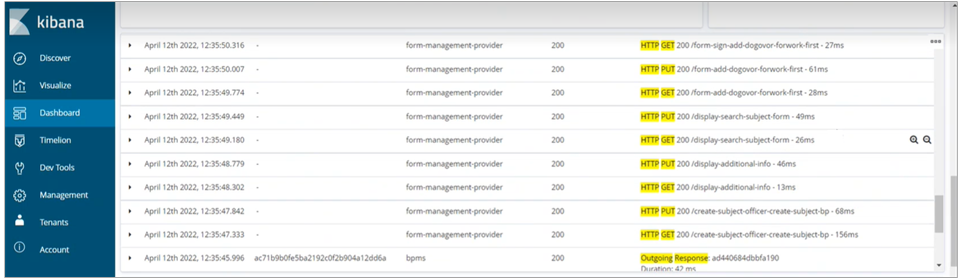 kibana
Discover
Visualize
Dashboard
Timelion
Dev Tools
Management
Tenants
Account
April 12th 2022, 12:35:50.316 - form-management-provider 200 HTTP GET 200 /form-sign-add-dogovor-forwork-first - 27ms
April 12th 2022, 12:35:50.007 - form-management-provider 200 HTTP PUT 200 /form-add-dogovor-forwork-first - 61ms
April 12th 2022, 12:35:49.774 - form-management-provider 200 HTTP GET 200 /form-add-dogovor-forwork-first - 28ms
April 12th 2022, 12:35:49.449 - form-management-provider 200 HTTP PUT 200 /display-search-subject-form - 49ms
April 12th 2022, 12:35:49.180 - form-management-provider 200 HTTP GET 200 /display-search-subject-form - 26ms
April 12th 2022, 12:35:48.779 - form-management-provider 200 HTTP PUT 200 /display-additional-info - 46ms
April 12th 2022, 12:35:48.302 - form-management-provider 200 HTTP GET 200 /display-additional-info - 13ms
April 12th 2022, 12:35:47.842 - form-management-provider 200 HTTP PUT 200 /create-subject-officer-create-subject-bp - 68ms
April 12th 2022, 12:35:47.333 - form-management-provider 200 HTTP GET 200 /create-subject-officer-create-subject-bp - 156ms
April 12th 2022, 12:35:45.996 ac71b9b0fe5ba2192c0f2b904a12dd6a bpms 200 Outgoing Response: ad440684dbbfa190
Duration: 42 ms